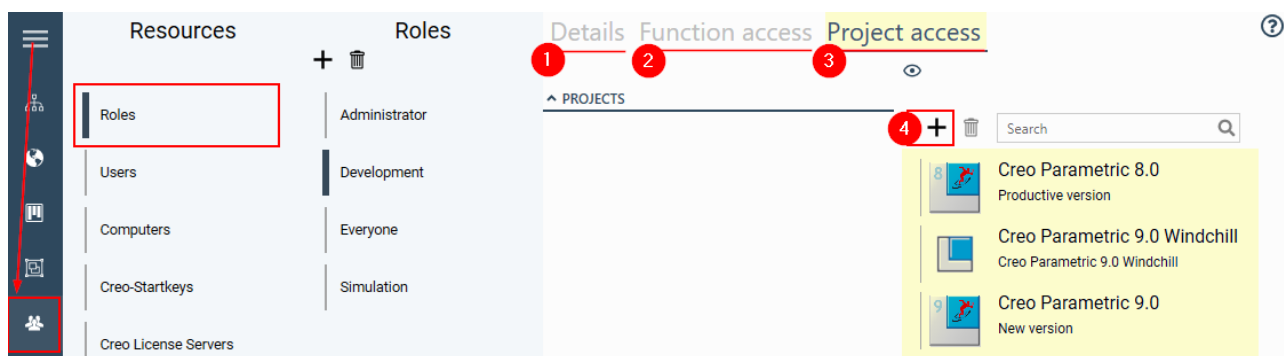 Resources
Roles
Users
Computers
Creo-Startkeys
Creo License Servers
Roles
Administrator
Development
Everyone
Simulation
Details Function access Project access
1 2 3
PROJECTS
4
Search
8
Creo Parametric 8.0
Productive version
Creo Parametric 9.0 Windchill
Creo Parametric 9.0 Windchill
9
Creo Parametric 9.0
New version
?